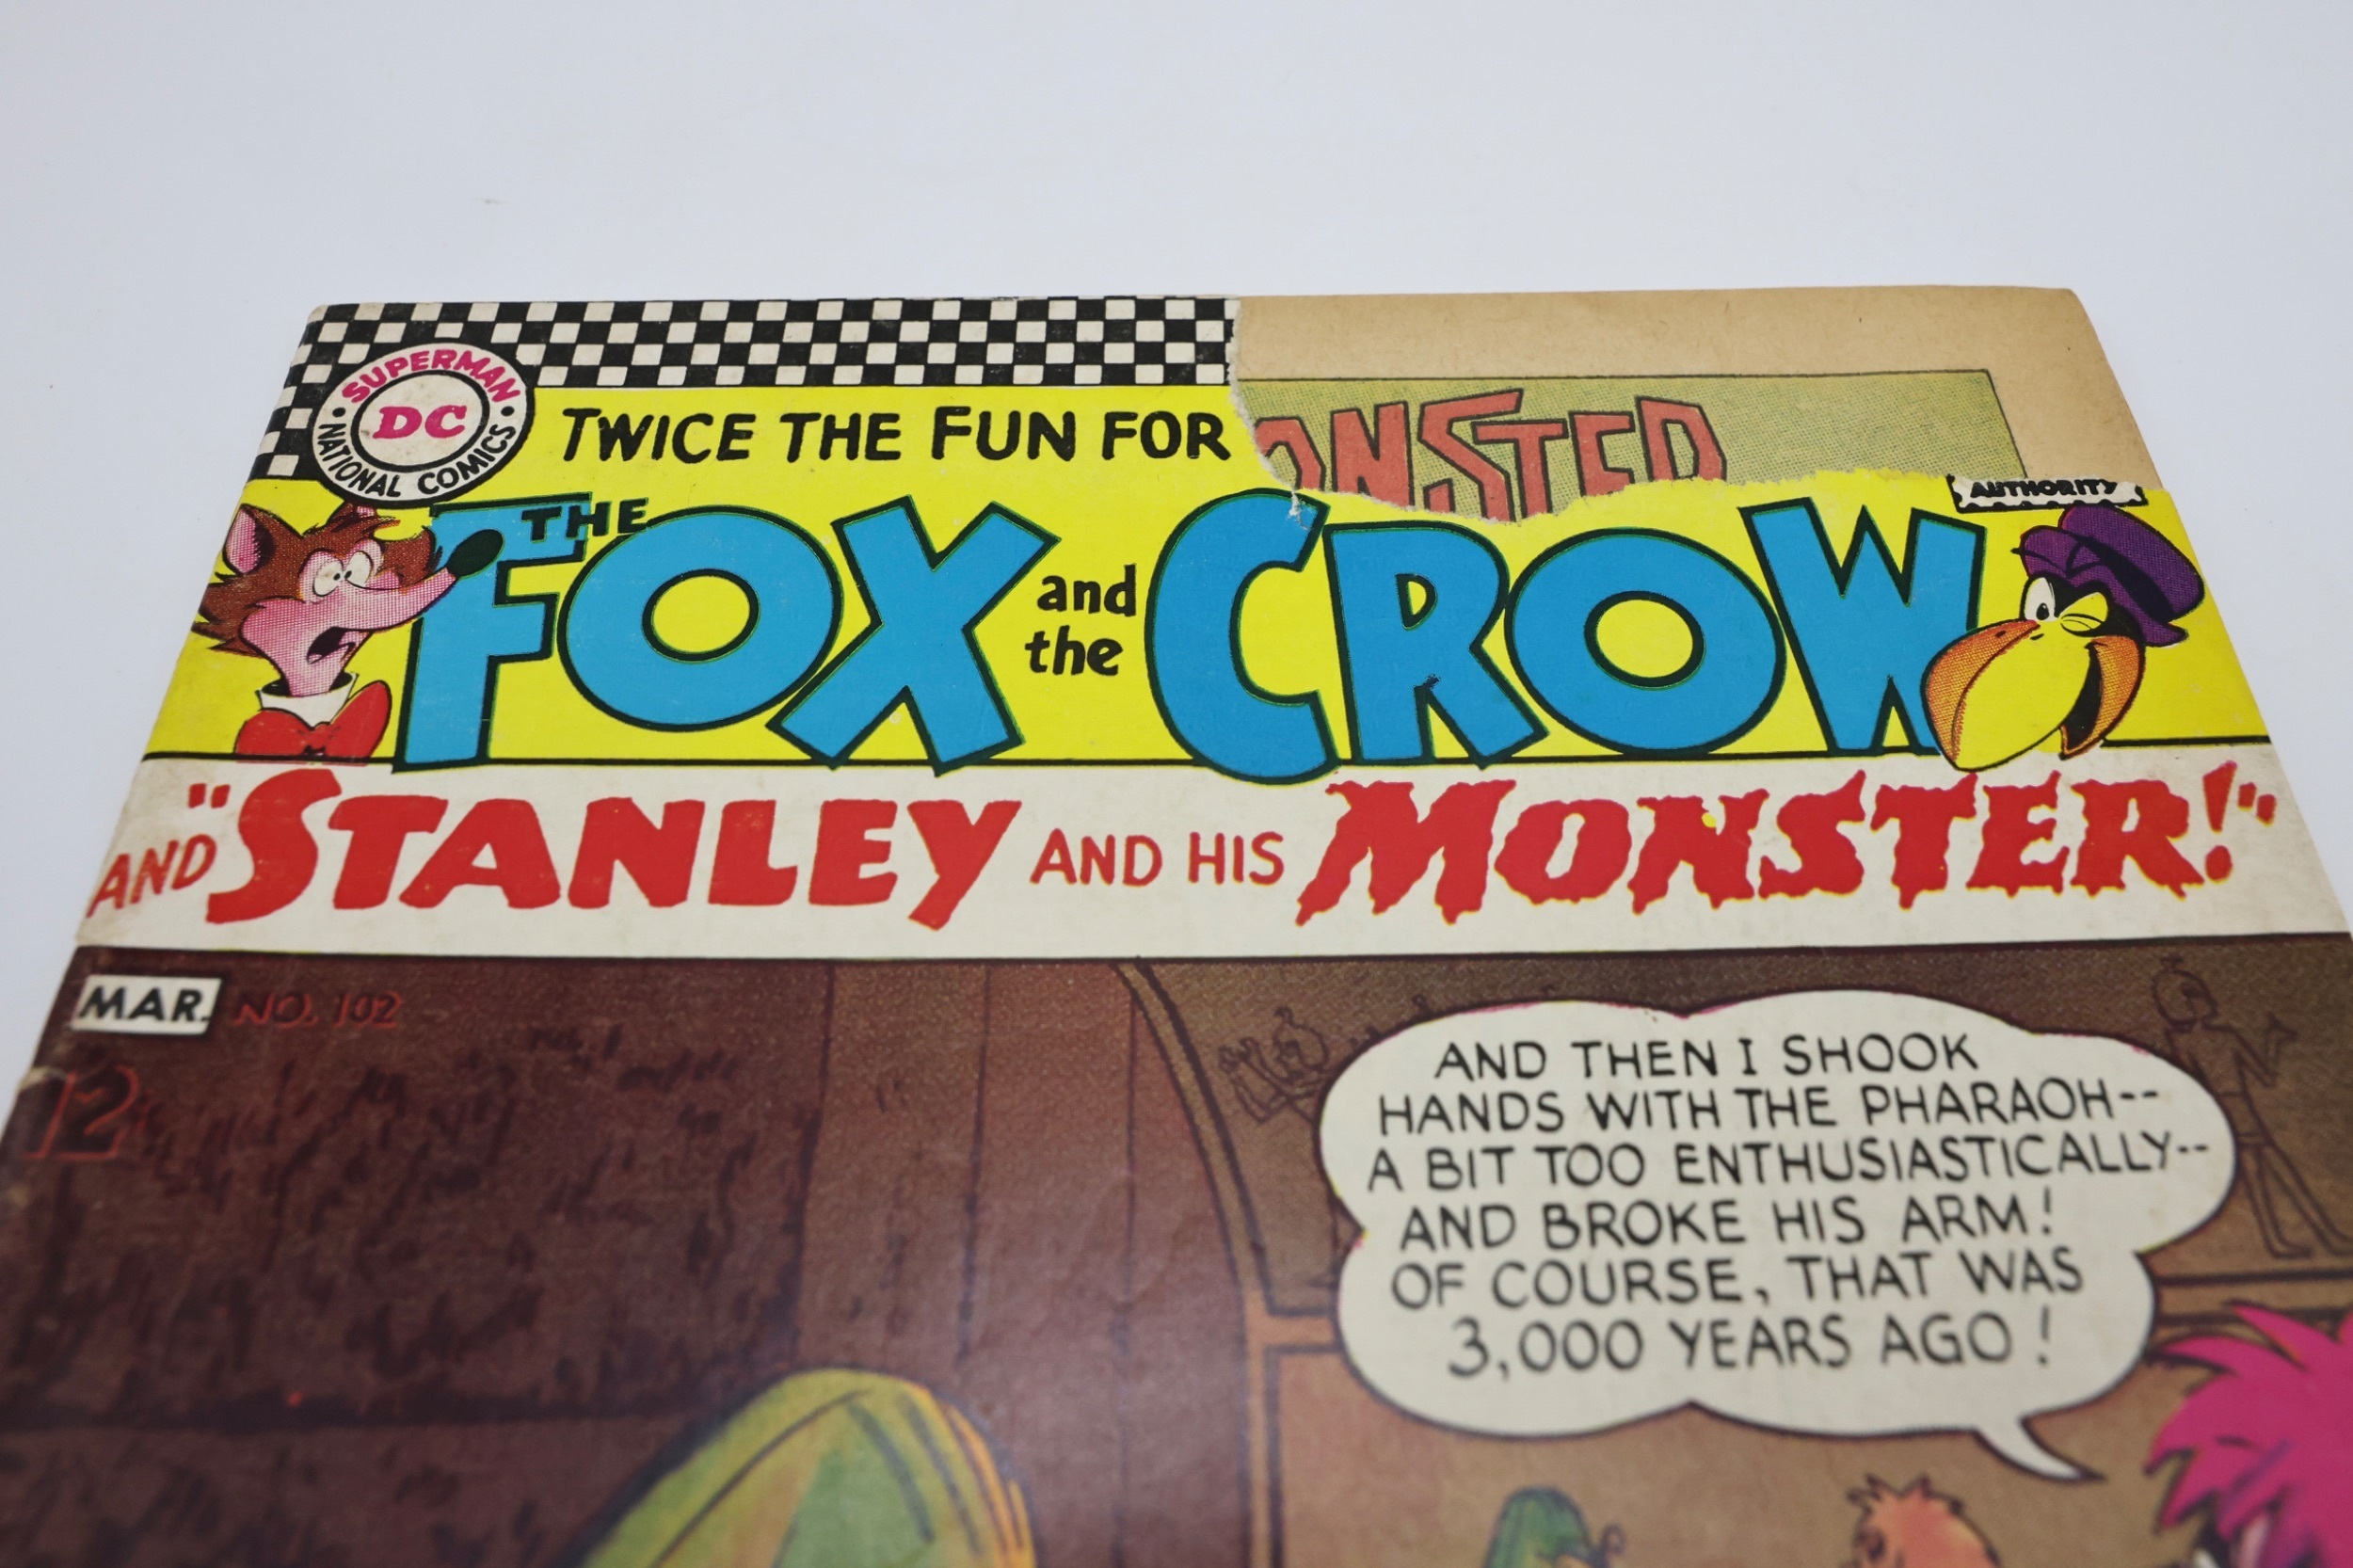 SUPERMAN
DC
NATIONAL COMICS
TWICE THE FUN FOR
AUTHORITY
THE
FOX and the CROW
AND "STANLEY AND HIS MONSTER!"
MAR. NO. 102
12¢
AND THEN I SHOOK
HANDS WITH THE PHARAOH--
A BIT TOO ENTHUSIASTICALLY--
AND BROKE HIS ARM!
OF COURSE, THAT WAS
3,000 YEARS AGO!